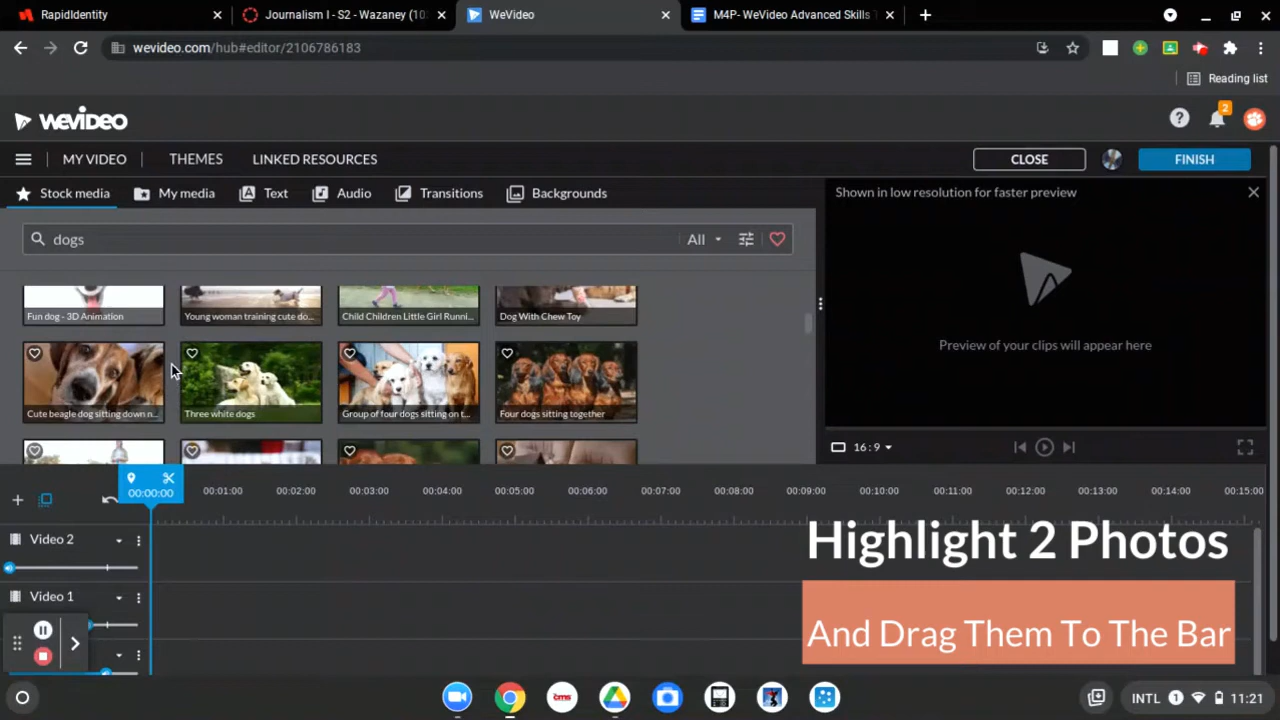 RapidIdentity
Journalism I - S2 - Wazaney (10:
WeVideo
M4P- WeVideo Advanced Skills T
wevideo.com/hub#editor/2106786183
Reading list
WEVIDEO
2
MY VIDEO
THEMES
LINKED RESOURCES
CLOSE
FINISH
Stock media
My media
Text
Audio
Transitions
Backgrounds
Shown in low resolution for faster preview
dogs
All
Fun dog - 3D Animation
Young woman training cute do...
Child Children Little Girl Runni...
Dog With Chew Toy
Preview of your clips will appear here
Cute beagle dog sitting down n...
Three white dogs
Group of four dogs sitting on t...
Four dogs sitting together
16:9
00:00:00
00:01:00
00:02:00
00:03:00
00:04:00
00:05:00
00:06:00
00:07:00
00:08:00
00:09:00
00:10:00
00:11:00
00:12:00
00:13:00
00:14:00
00:15:00
Video 2
Video 1
Highlight 2 Photos
And Drag Them To The Bar
cms
INTL
1
11:21